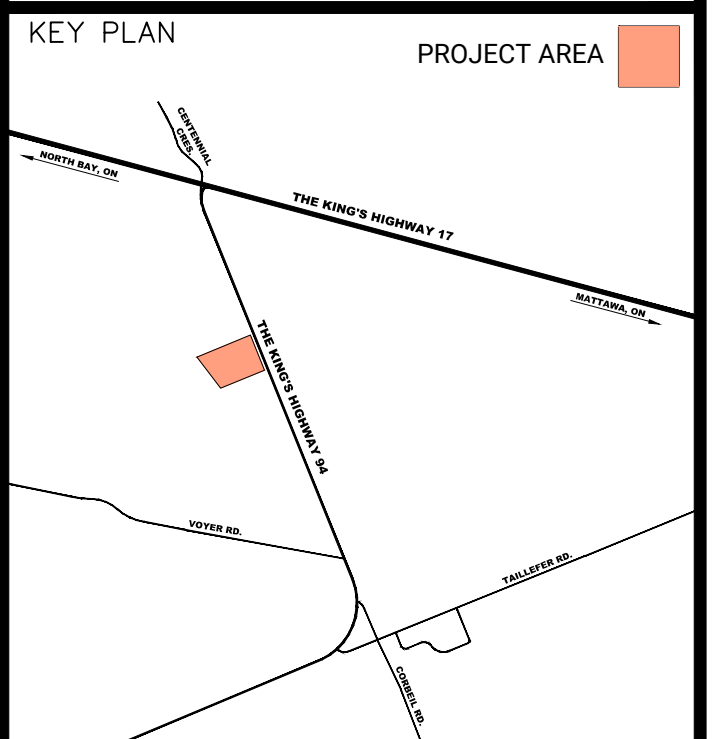 KEY PLAN
PROJECT AREA
CENTENNIAL
CRES.
NORTH BAY, ON
THE KING'S HIGHWAY 17
MATTAWA, ON
THE KING'S HIGHWAY 94
VOYER RD.
TAILLEFER RD.
CORBEIL RD.